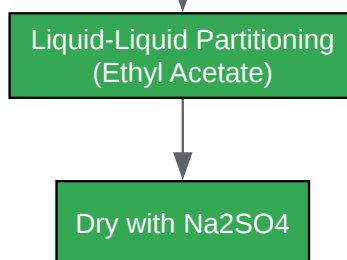 Liquid-Liquid Partitioning
(Ethyl Acetate)
Dry with Na2SO4